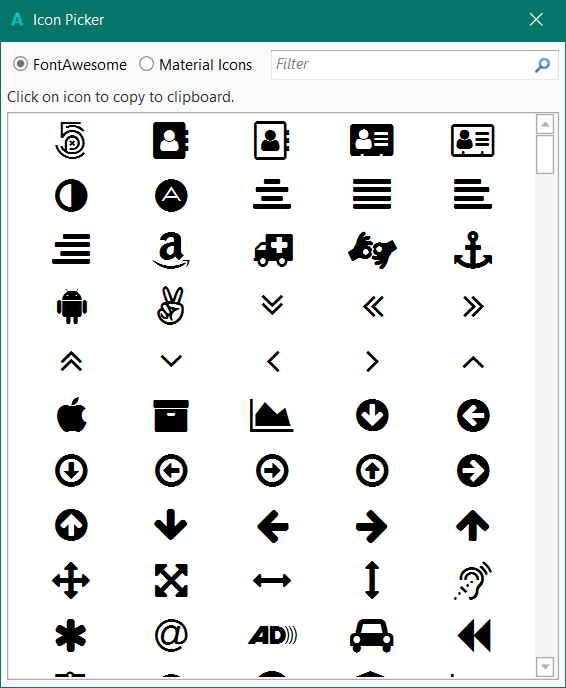 Icon Picker
FontAwesome Material Icons Filter
Click on icon to copy to clipboard.